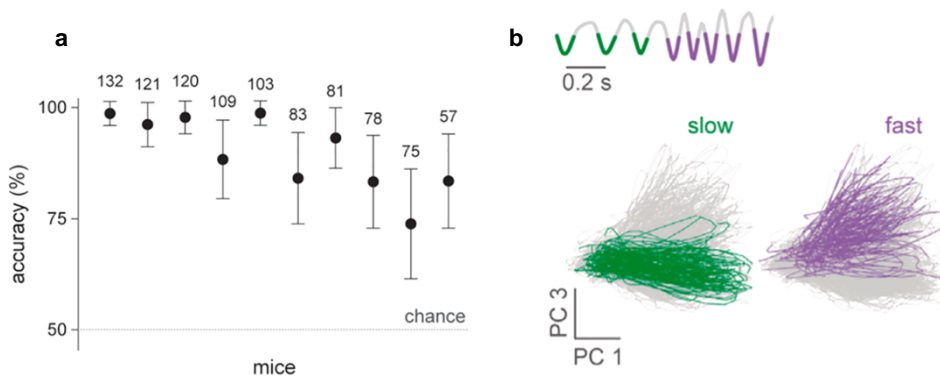 a
132
121
120
109
103
83
81
78
75
57
100
75
50
accuracy (%)
chance
mice
b
0.2 s
slow
fast
PC 3
PC 1